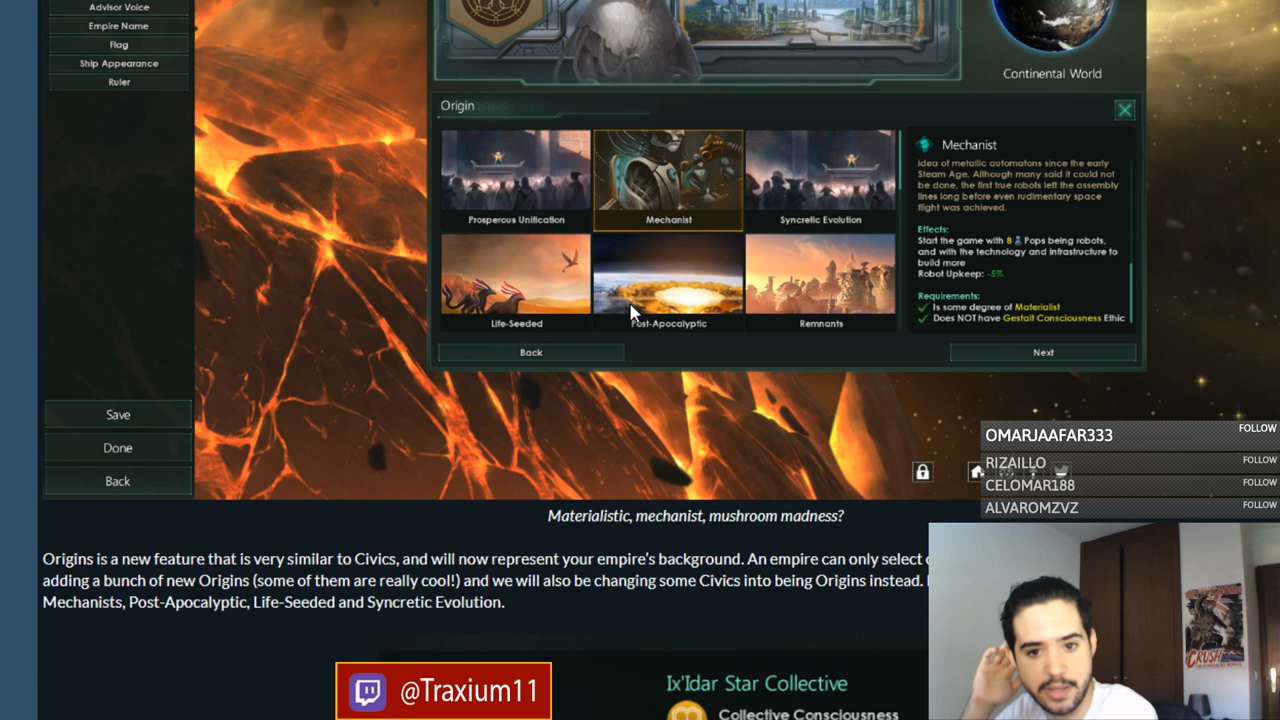 Advisor Voice
Empire Name
Flag
Ship Appearance
Ruler
Continental World
Origin
Prosperous Unification
Mechanist
Syncretic Evolution
Life-Seeded
Post-Apocalyptic
Remnants
Mechanist
idea of metallic automatons since the early
Steam Age. Although many said it could not
be done, the first true robots left the assembly
lines long before even rudimentary space
flight was achieved.
Effects:
Start the game with 8 Pops being robots,
and with the technology and infrastructure to
build more
Robot Upkeep: -5%
Requirements:
Is some degree of Materialist
Does NOT have Gestalt Consciousness Ethic
Back
Next
Save
Done
Back
OMARJAAFAR333 FOLLOW
RIZAILLO FOLLOW
CELOMAR188 FOLLOW
ALVAROMZVZ FOLLOW
Materialistic, mechanist, mushroom madness?
Origins is a new feature that is very similar to Civics, and will now represent your empire's background. An empire can only select
adding a bunch of new Origins (some of them are really cool!) and we will also be changing some Civics into being Origins instead.
Mechanists, Post-Apocalyptic, Life-Seeded and Syncretic Evolution.
CRUSH
@Traxium11
Ix'Idar Star Collective
Collective Consciousness